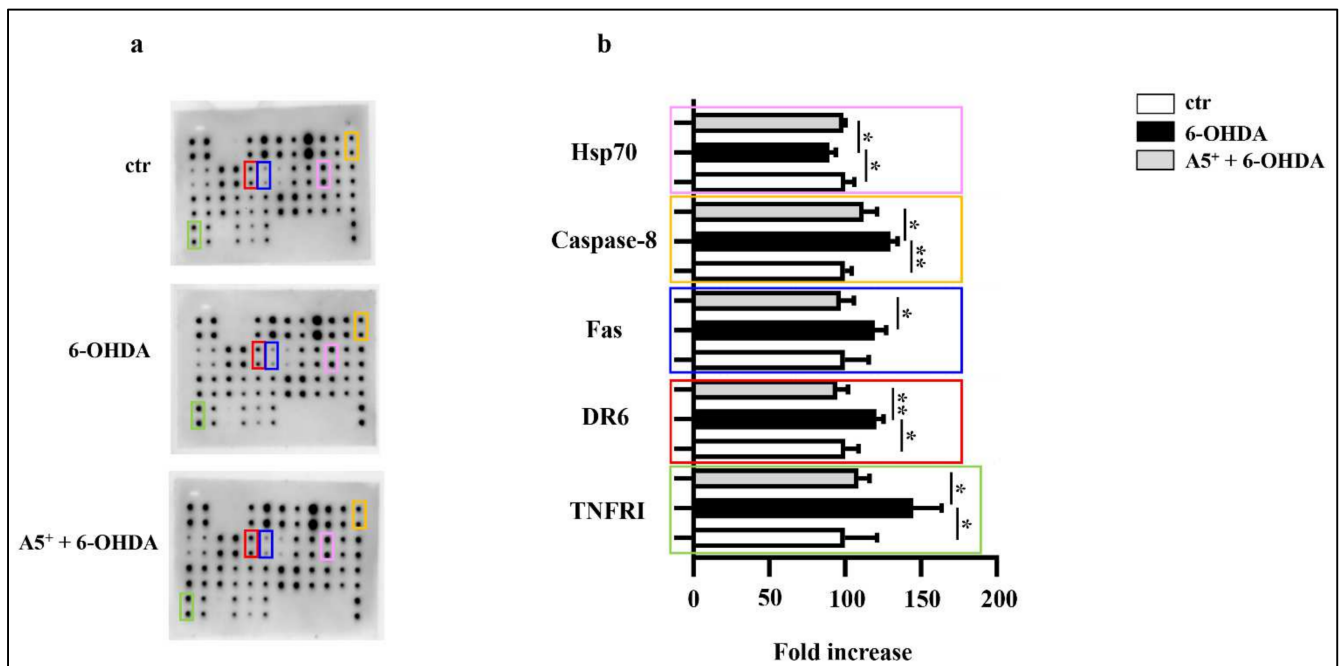 a
b
ctr
6-OHDA
A5⁺ + 6-OHDA
Hsp70
*
*
Caspase-8
*
**
Fas
*
DR6
**
*
TNFRI
*
*
0 50 100 150 200
Fold increase
ctr
6-OHDA
A5⁺ + 6-OHDA